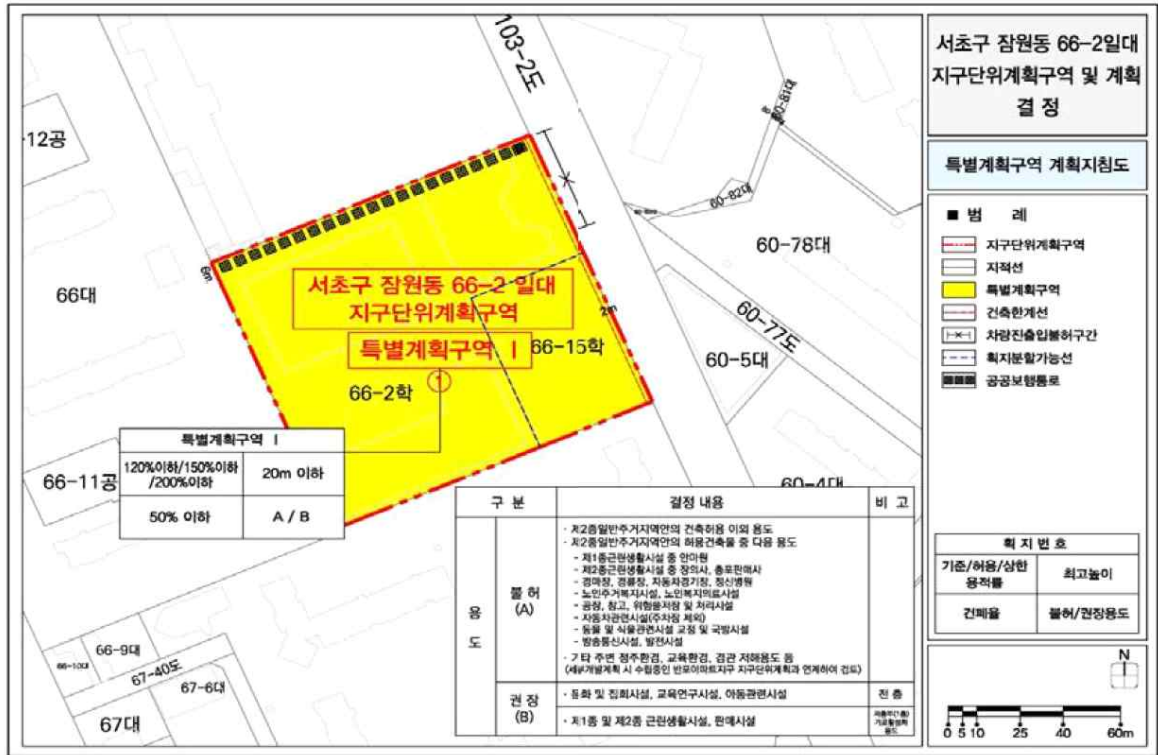 서초구 잠원동 66-2일대
지구단위계획구역 및 계획
결 정
특별계획구역 계획지침도
■ 범 례
지구단위계획구역
지적선
특별계획구역
건축한계선
차량진출입불허구간
획지분할가능선
공공보행통로
획 지 번 호
기준/허용/상한
용적률
최고높이
건폐율
불허/권장용도
N
0 5 10 25 40 60m
103-2도
-12공
60-81대
60-82대
60-78대
66대
6m
서초구 잠원동 66-2 일대
지구단위계획구역
특별계획구역 Ⅰ
①
2m
66-15학
66-2학
60-77도
60-5대
60-4대
66-11공
특별계획구역 Ⅰ
120%이하/150%이하
/200%이하
20m 이하
50% 이하
A / B
66-10대
66-9대
67-40도
67-6대
67대
구 분
결정 내용
비 고
용 도
불 허
(A)
· 제2종일반주거지역안의 건축허용 이외 용도
· 제2종일반주거지역안의 허용건축물 중 다음 용도
- 제1종근린생활시설 중 안마원
- 제2종근린생활시설 중 장의사, 총포판매사
- 경마장, 경륜장, 자동차경기장, 정신병원
- 노인주거복지시설, 노인복지의료시설
- 공장, 창고, 위험물저장 및 처리시설
- 자동차관련시설(주차장 제외)
- 동물 및 식물관련시설 교정 및 국방시설
- 방송통신시설, 발전시설
· 기타 주변 정주환경, 교육환경, 경관 저해용도 등
(세부개발계획 시 수립중인 반포아파트지구 지구단위계획과 연계하여 검토)
권 장
(B)
· 문화 및 집회시설, 교육연구시설, 아동관련시설
전 층
· 제1종 및 제2종 근린생활시설, 판매시설
저층부(1층)
가로활성화
용도